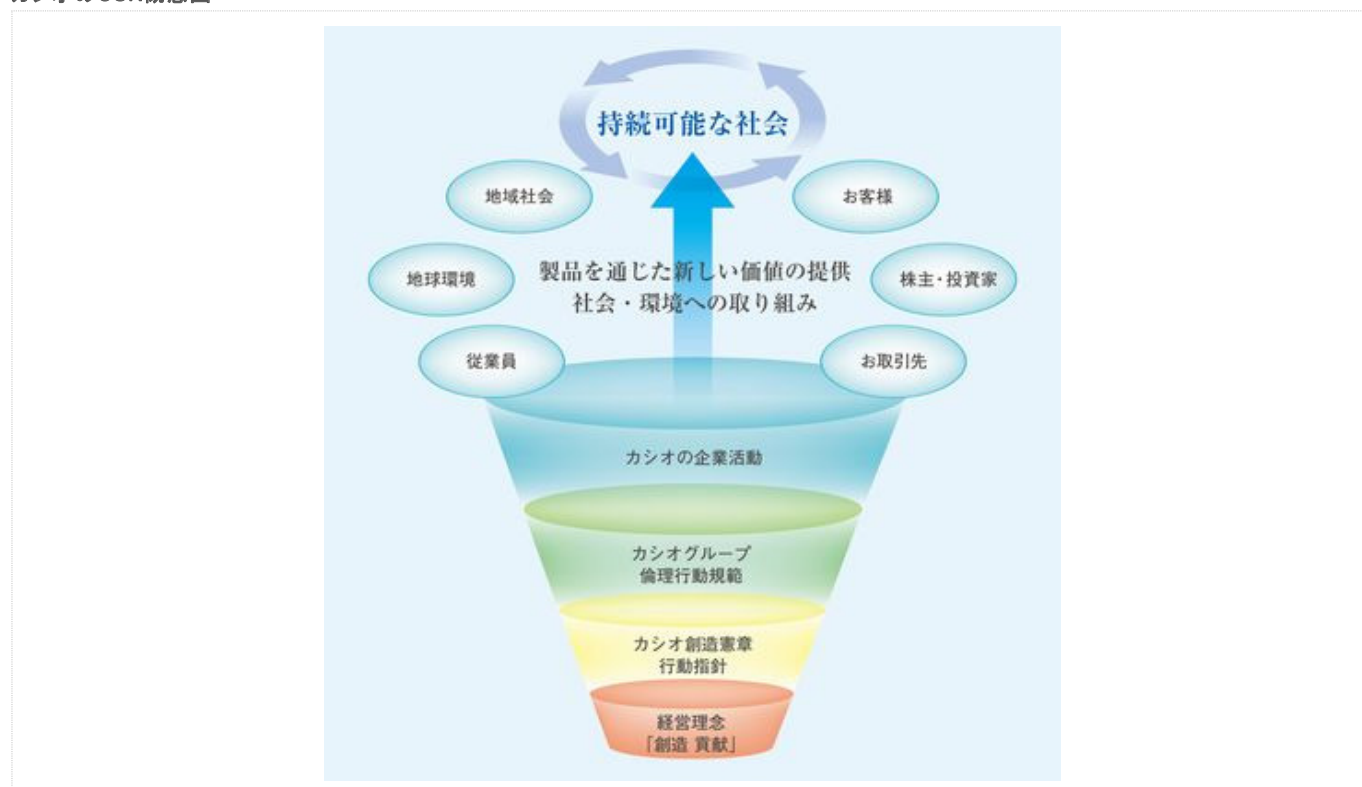 持続可能な社会
地域社会
お客様
地球環境
製品を通じた新しい価値の提供
社会・環境への取り組み
株主・投資家
従業員
お取引先
カシオの企業活動
カシオグループ
倫理行動規範
カシオ創造憲章
行動指針
経営理念
「創造 貢献」